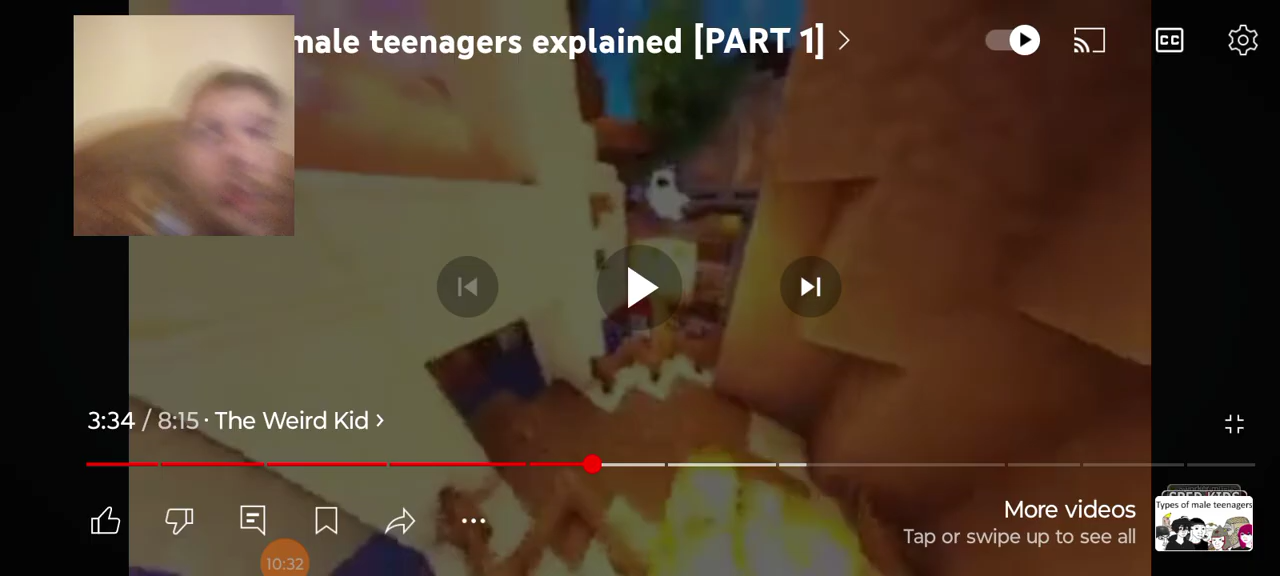 male teenagers explained [PART 1]
CC
3:34 / 8:15 · The Weird Kid
More videos
Tap or swipe up to see all
Types of male teenagers
10:32